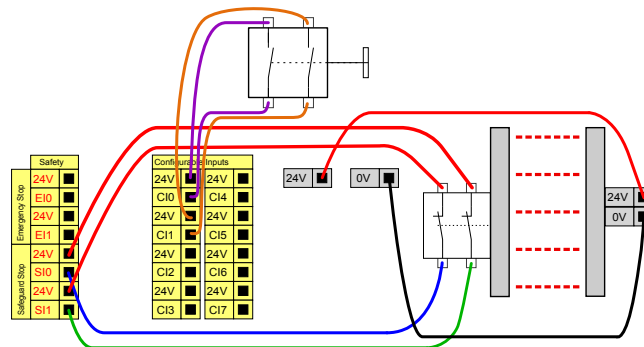 Safety
Emergency Stop
24V
EI0
24V
EI1
Safeguard Stop
24V
SI0
24V
SI1
Configurable Inputs
24V
CI0
24V
CI1
24V
CI2
24V
CI3
24V
CI4
24V
CI5
24V
CI6
24V
CI7
24V
0V
24V
0V